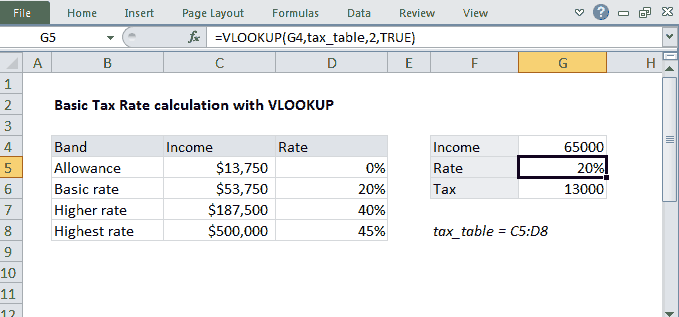 File Home Insert Page Layout Formulas Data Review View
G5 fx =VLOOKUP(G4,tax_table,2,TRUE)
A B C D E F G H
1
2 Basic Tax Rate calculation with VLOOKUP
3
4 Band Income Rate Income 65000
5 Allowance $13,750 0% Rate 20%
6 Basic rate $53,750 20% Tax 13000
7 Higher rate $187,500 40%
8 Highest rate $500,000 45% tax_table = C5:D8
9
10
11
12